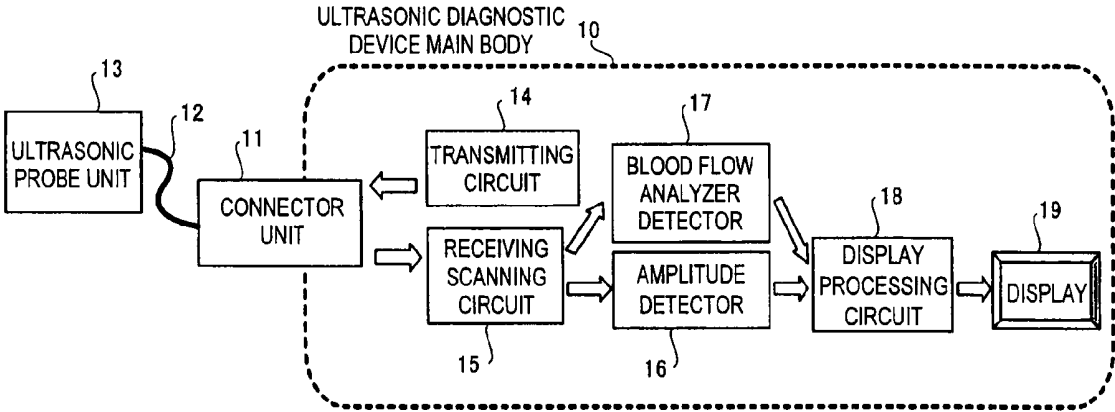 ULTRASONIC DIAGNOSTIC
DEVICE MAIN BODY
10
13
ULTRASONIC
PROBE UNIT
12
11
CONNECTOR
UNIT
14
TRANSMITTING
CIRCUIT
RECEIVING
SCANNING
CIRCUIT
15
17
BLOOD FLOW
ANALYZER
DETECTOR
AMPLITUDE
DETECTOR
16
18
DISPLAY
PROCESSING
CIRCUIT
19
DISPLAY